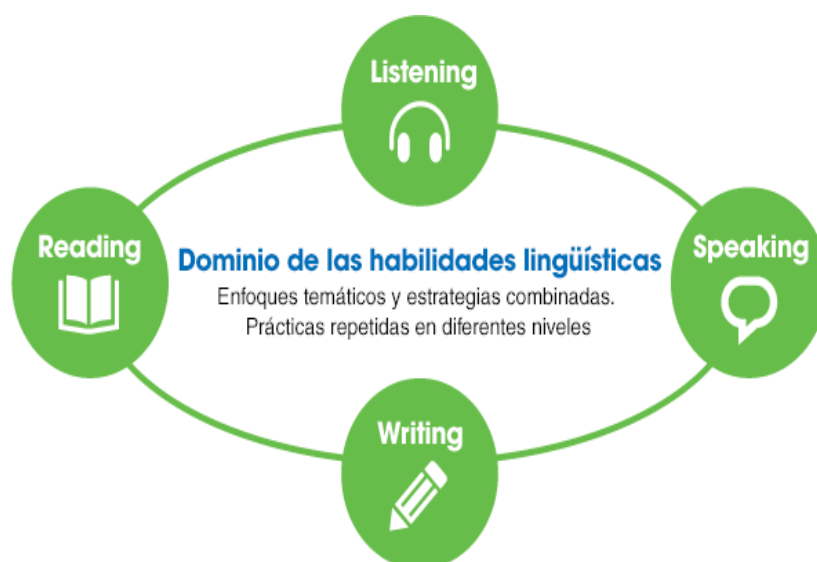 Listening
Reading
Speaking
Dominio de las habilidades lingüísticas
Enfoques temáticos y estrategias combinadas.
Prácticas repetidas en diferentes niveles
Writing